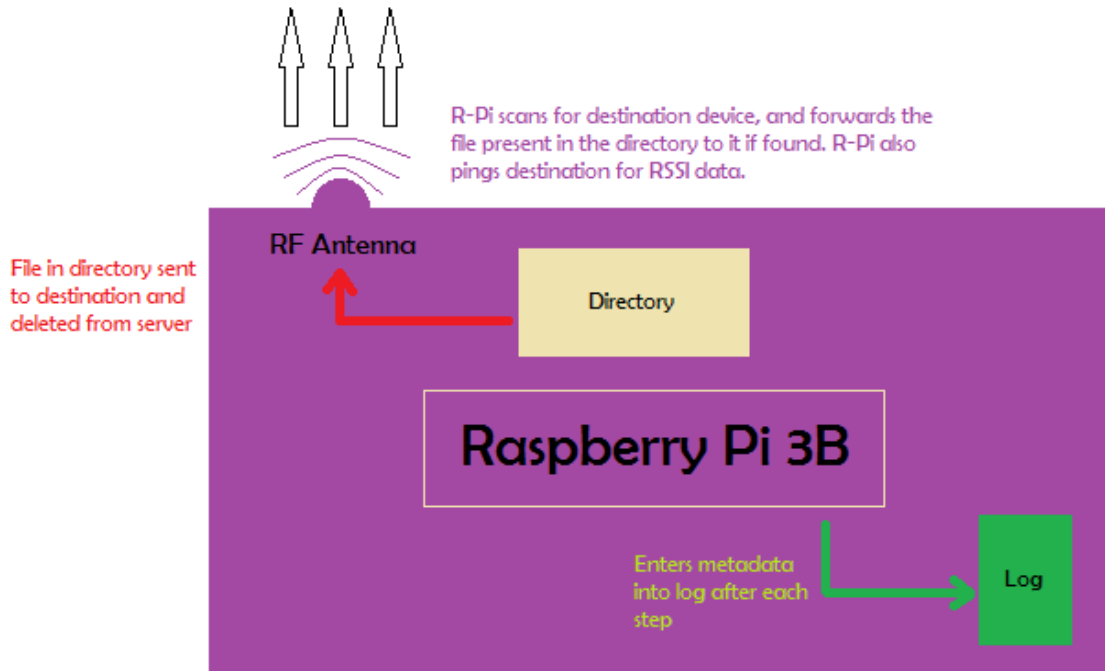 R-Pi scans for destination device, and forwards the
file present in the directory to it if found. R-Pi also
pings destination for RSSI data.
RF Antenna
File in directory sent
to destination and
deleted from server
Directory
Raspberry Pi 3B
Enters metadata
into log after each
step
Log